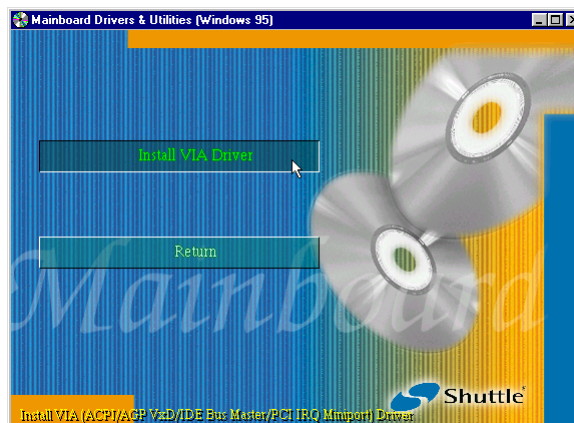 Mainboard Drivers & Utilities (Windows 95)
Install VIA Driver
Return
Mainboard
Shuttle
Install VIA (ACPI/AGP VxD/IDE Bus Master/PCI IRQ Miniport) Driver